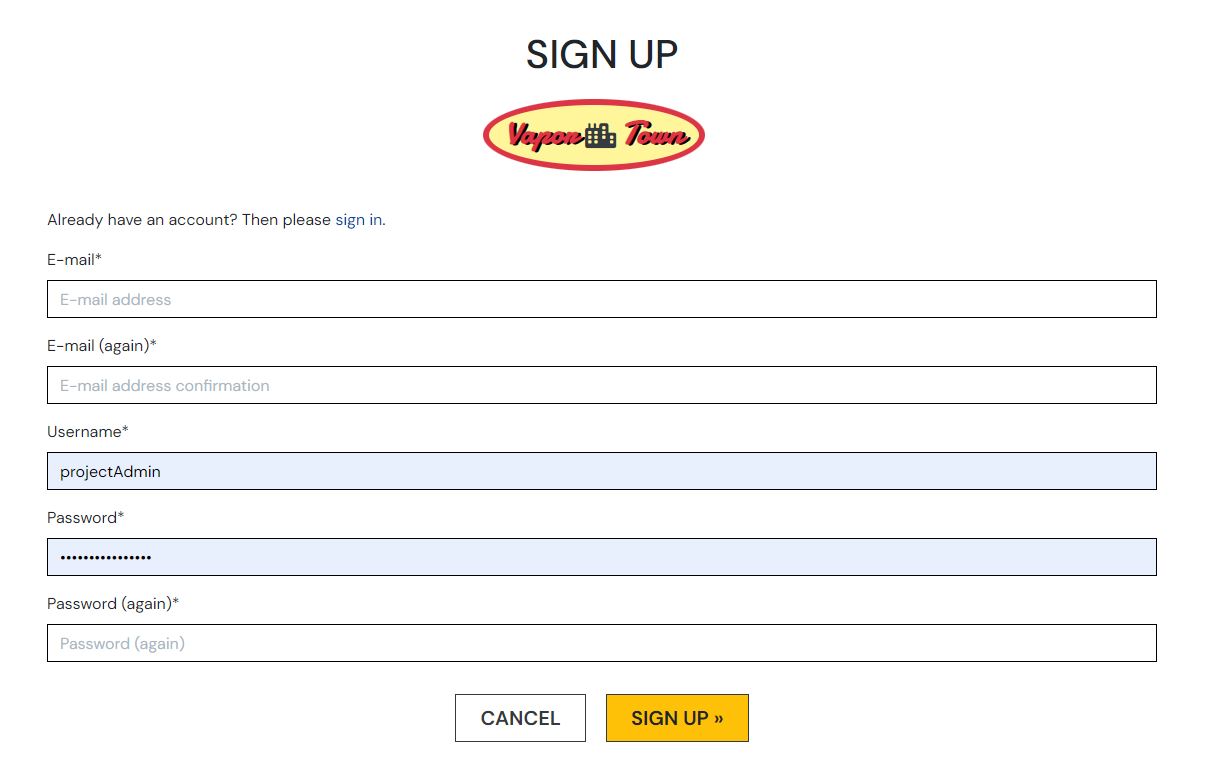 SIGN UP
Vapor Town
Already have an account? Then please sign in.
E-mail*
E-mail address
E-mail (again)*
E-mail address confirmation
Username*
projectAdmin
Password*
••••••••••••••••
Password (again)*
Password (again)
CANCEL
SIGN UP »